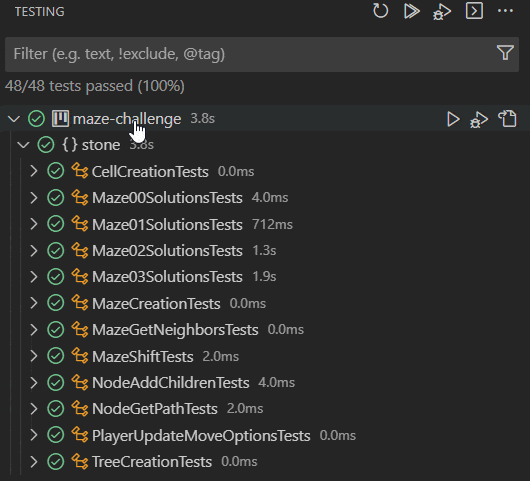 TESTING
Filter (e.g. text, !exclude, @tag)
48/48 tests passed (100%)
maze-challenge 3.8s
{} stone 3.8s
CellCreationTests 0.0ms
Maze00SolutionsTests 4.0ms
Maze01SolutionsTests 712ms
Maze02SolutionsTests 1.3s
Maze03SolutionsTests 1.9s
MazeCreationTests 0.0ms
MazeGetNeighborsTests 0.0ms
MazeShiftTests 2.0ms
NodeAddChildrenTests 4.0ms
NodeGetPathTests 2.0ms
PlayerUpdateMoveOptionsTests 0.0ms
TreeCreationTests 0.0ms